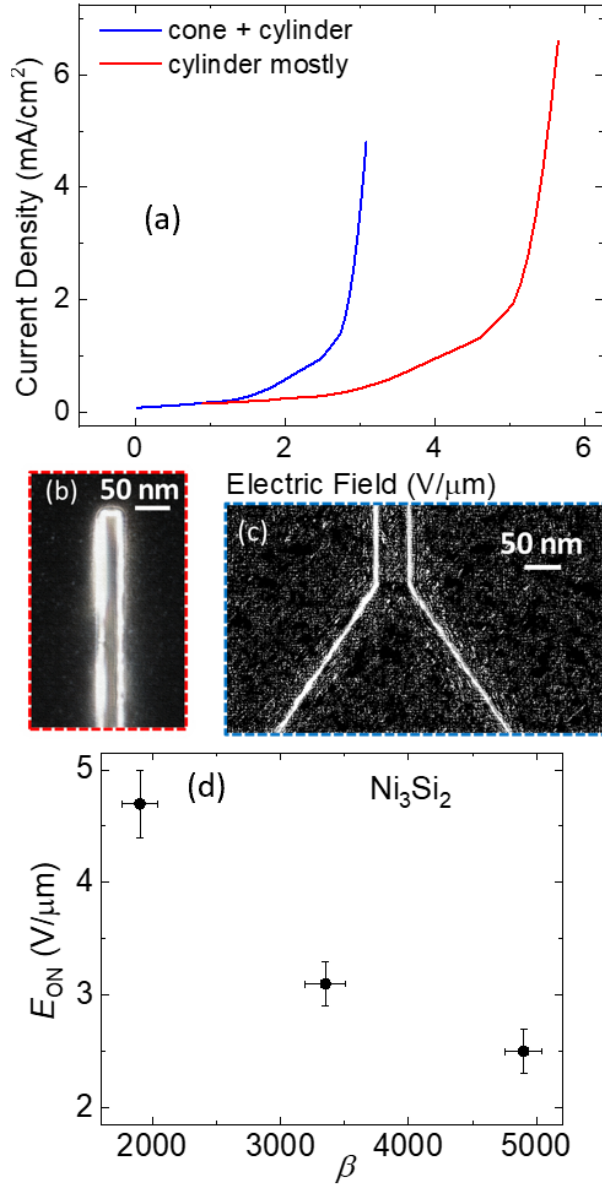 cone + cylinder
cylinder mostly
Current Density (mA/cm²)
6
4
2
0
(a)
0 2 4 6
Electric Field (V/μm)
(b) 50 nm
(c) 50 nm
(d) Ni₃Si₂
E_ON (V/μm)
5
4
3
2
2000 3000 4000 5000
β